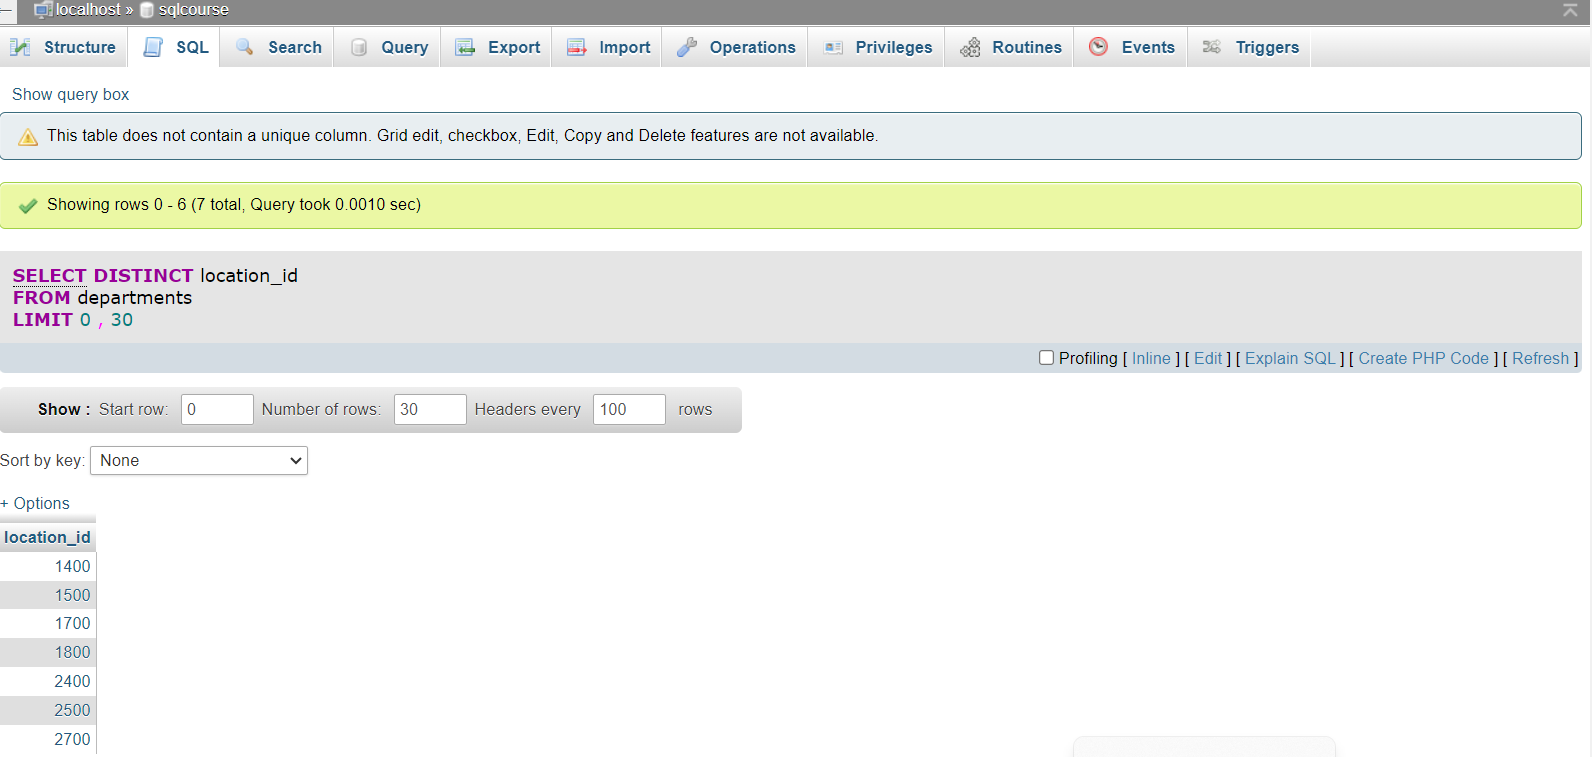 localhost » sqlcourse
Structure SQL Search Query Export Import Operations Privileges Routines Events Triggers
Show query box
This table does not contain a unique column. Grid edit, checkbox, Edit, Copy and Delete features are not available.
Showing rows 0 - 6 (7 total, Query took 0.0010 sec)
SELECT DISTINCT location_id
FROM departments
LIMIT 0 , 30
Profiling [ Inline ] [ Edit ] [ Explain SQL ] [ Create PHP Code ] [ Refresh ]
Show : Start row: 0 Number of rows: 30 Headers every 100 rows
Sort by key: None
+ Options
location_id
1400
1500
1700
1800
2400
2500
2700